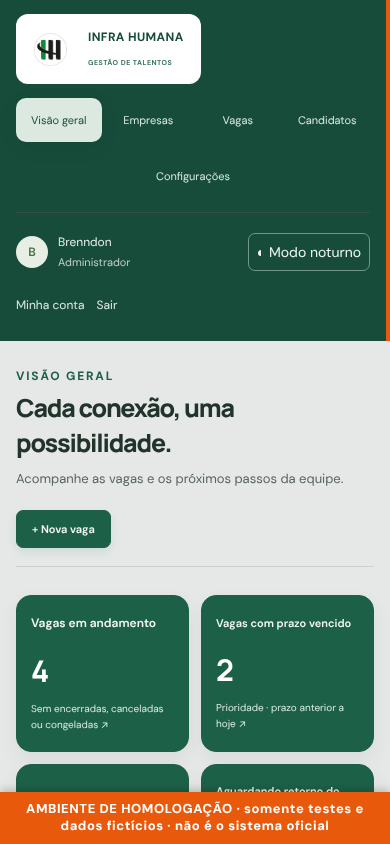 INFRA HUMANA
GESTÃO DE TALENTOS
Visão geral
Empresas
Vagas
Candidatos
Configurações
B
Brenndon
Administrador
Modo noturno
Minha conta
Sair
VISÃO GERAL
Cada conexão, uma
possibilidade.
Acompanhe as vagas e os próximos passos da equipe.
+ Nova vaga
Vagas em andamento
4
Sem encerradas, canceladas
ou congeladas ↗
Vagas com prazo vencido
2
Prioridade · prazo anterior a
hoje ↗
Aguardando retorno do
AMBIENTE DE HOMOLOGAÇÃO · somente testes e
dados fictícios · não é o sistema oficial